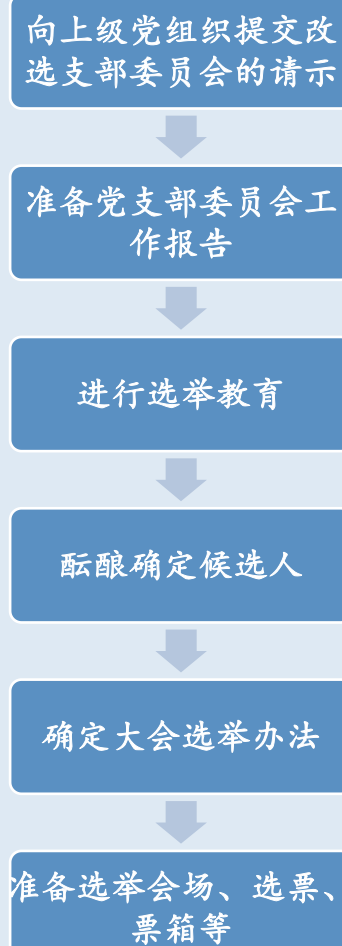 向上级党组织提交改
选支部委员会的请示
准备党支部委员会工
作报告
进行选举教育
酝酿确定候选人
确定大会选举办法
准备选举会场、选票、
票箱等